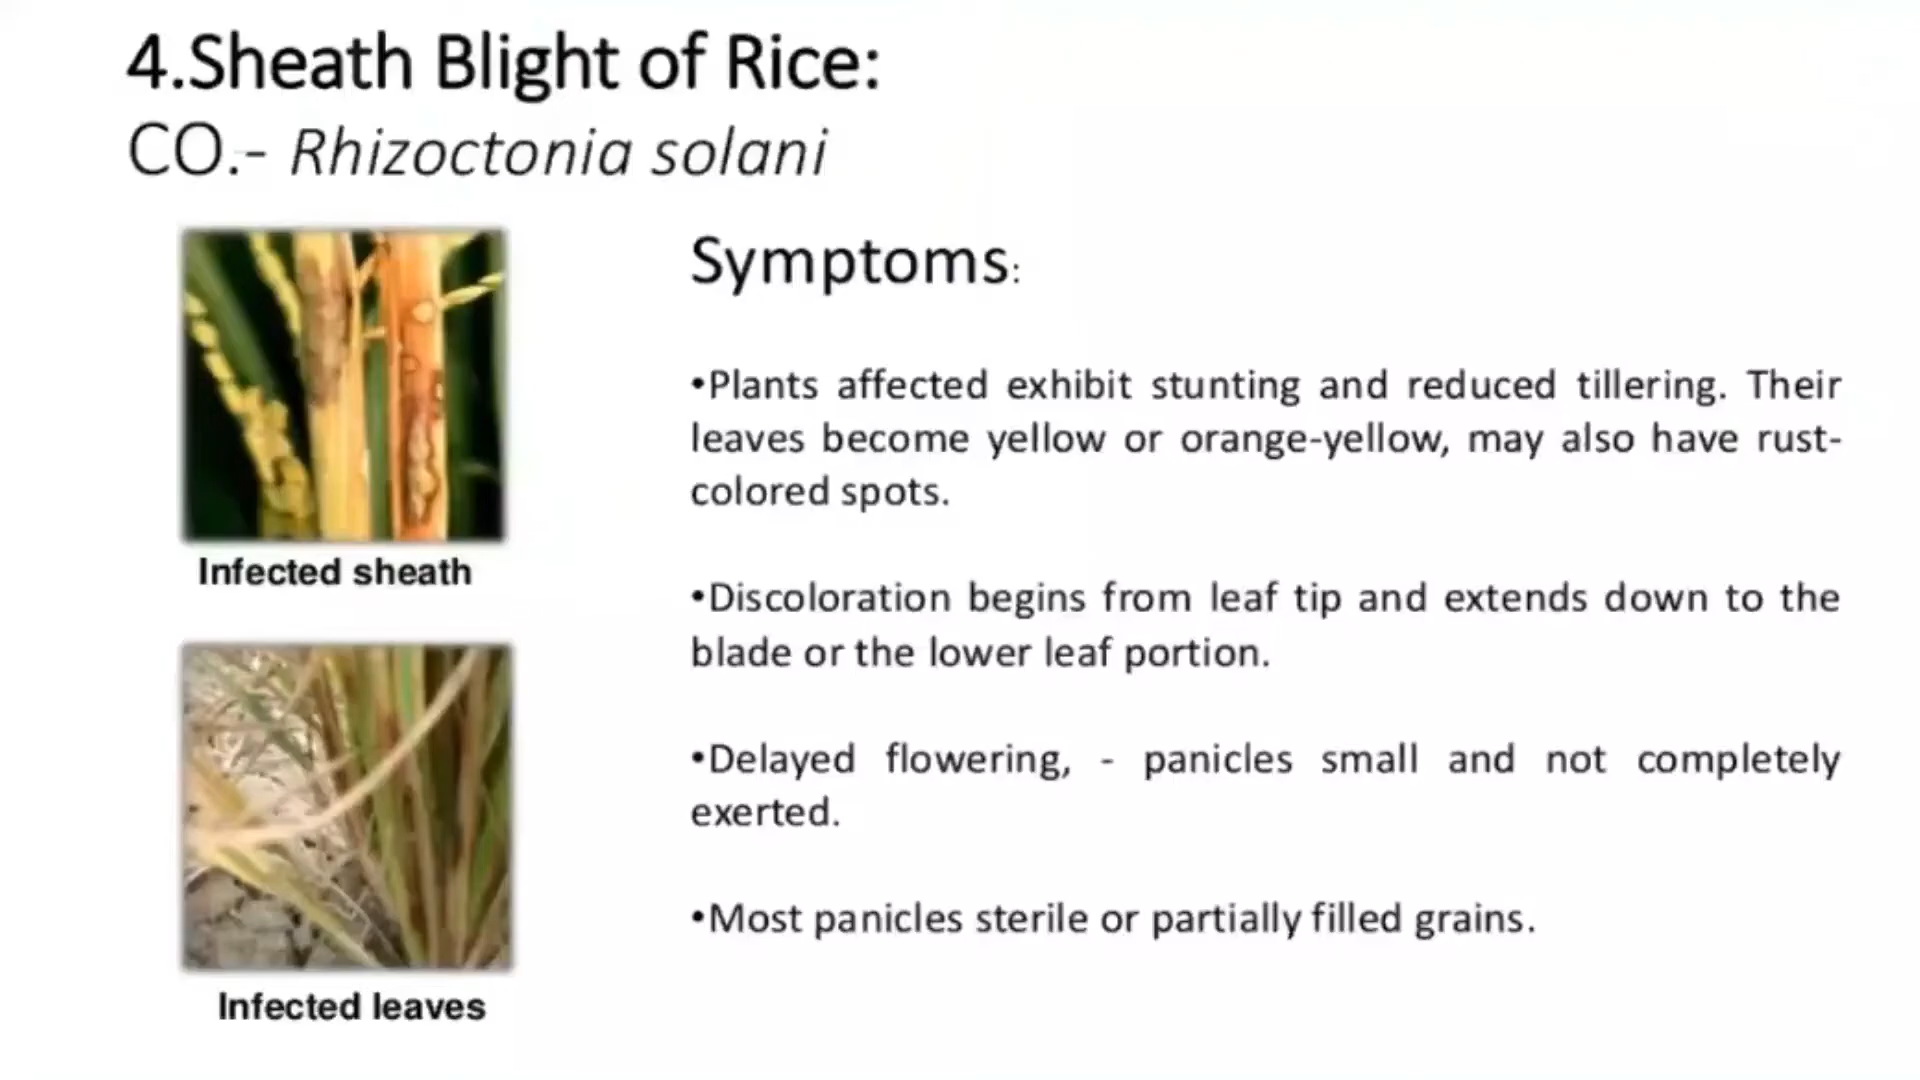 4.Sheath Blight of Rice:
CO.- Rhizoctonia solani
Infected sheath
Infected leaves
Symptoms:
•Plants affected exhibit stunting and reduced tillering. Their
leaves become yellow or orange-yellow, may also have rust-
colored spots.
•Discoloration begins from leaf tip and extends down to the
blade or the lower leaf portion.
•Delayed flowering, - panicles small and not completely
exerted.
•Most panicles sterile or partially filled grains.